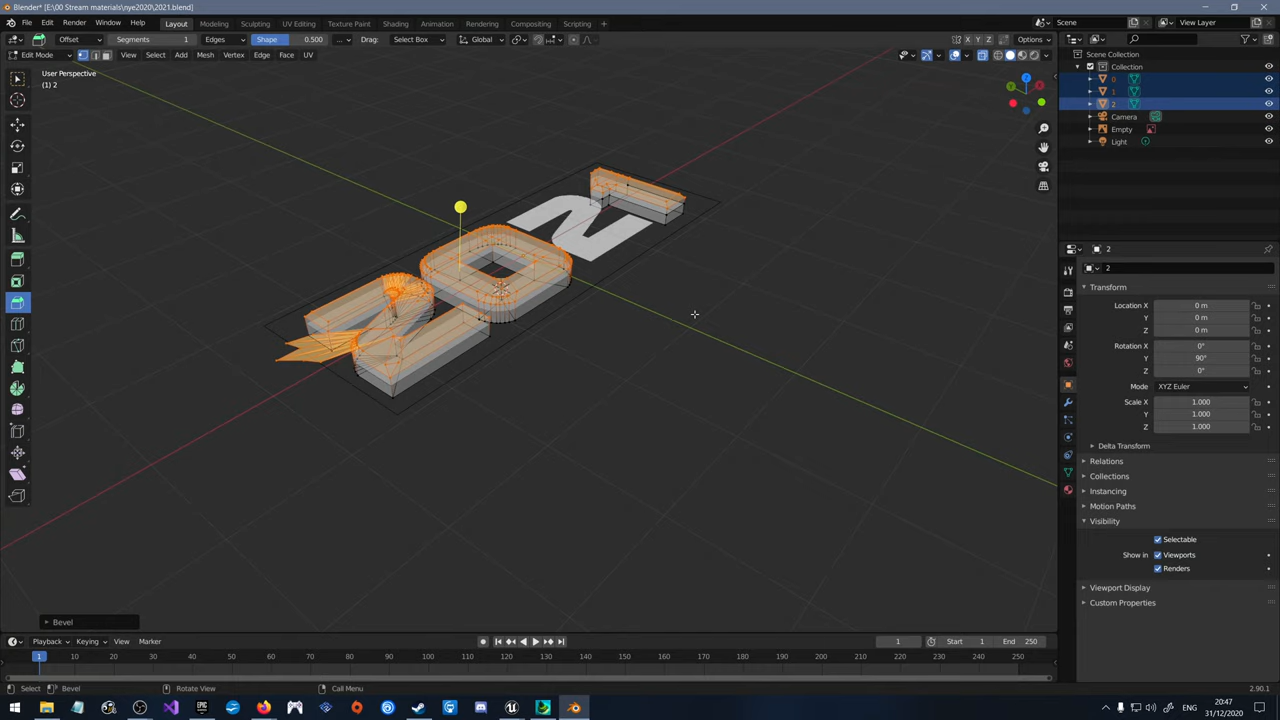 Blender* [E:\00 Stream materials\nye2020\2021.blend]
File Edit Render Window Help Layout Modeling Sculpting UV Editing Texture Paint Shading Animation Rendering Compositing Scripting + Scene View Layer
Offset Segments 1 Edges Shape 0.500 ... Drag: Select Box Global X Y Z Options
Edit Mode View Select Add Mesh Vertex Edge Face UV
User Perspective
(1) 2
Scene Collection
Collection
0
1
2
Camera
Empty
Light
2
2
Transform
Location X 0 m
Y 0 m
Z 0 m
Rotation X 0°
Y 90°
Z 0°
Mode XYZ Euler
Scale X 1.000
Y 1.000
Z 1.000
Delta Transform
Relations
Collections
Instancing
Motion Paths
Visibility
Selectable
Show in Viewports
Renders
Viewport Display
Custom Properties
2021
Bevel
Playback Keying View Marker 1 Start 1 End 250
1 10 20 30 40 50 60 70 80 90 100 110 120 130 140 150 160 170 180 190 200 210 220 230 240 250
Select Bevel Rotate View Call Menu 2.90.1
ENG 20:47
31/12/2020